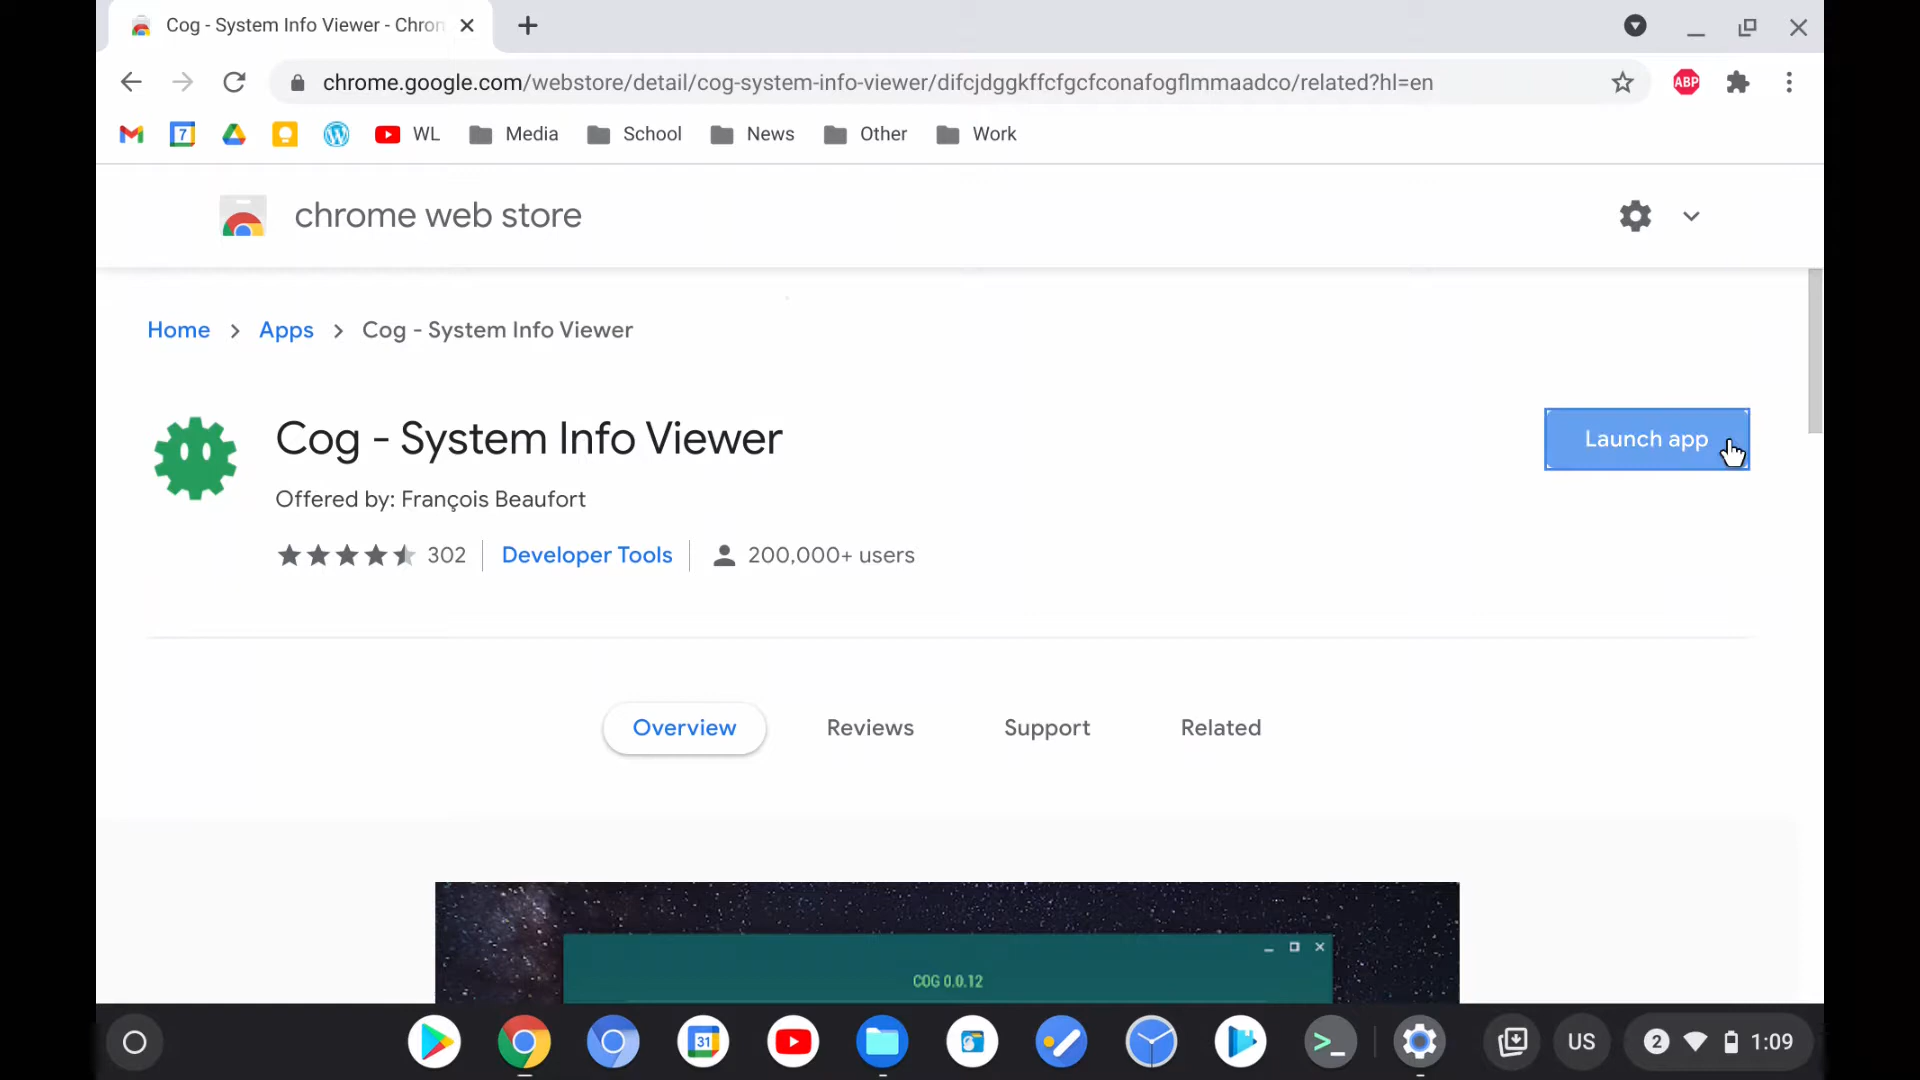 Cog - System Info Viewer - Chron
chrome.google.com/webstore/detail/cog-system-info-viewer/difcjdggkffcfgcfconafogflmmaadco/related?hl=en
ABP
7
WL
Media
School
News
Other
Work
chrome web store
Home > Apps > Cog - System Info Viewer
Cog - System Info Viewer
Launch app
Offered by: François Beaufort
302
Developer Tools
200,000+ users
Overview
Reviews
Support
Related
COG 0.0.12
31
US
2
1:09